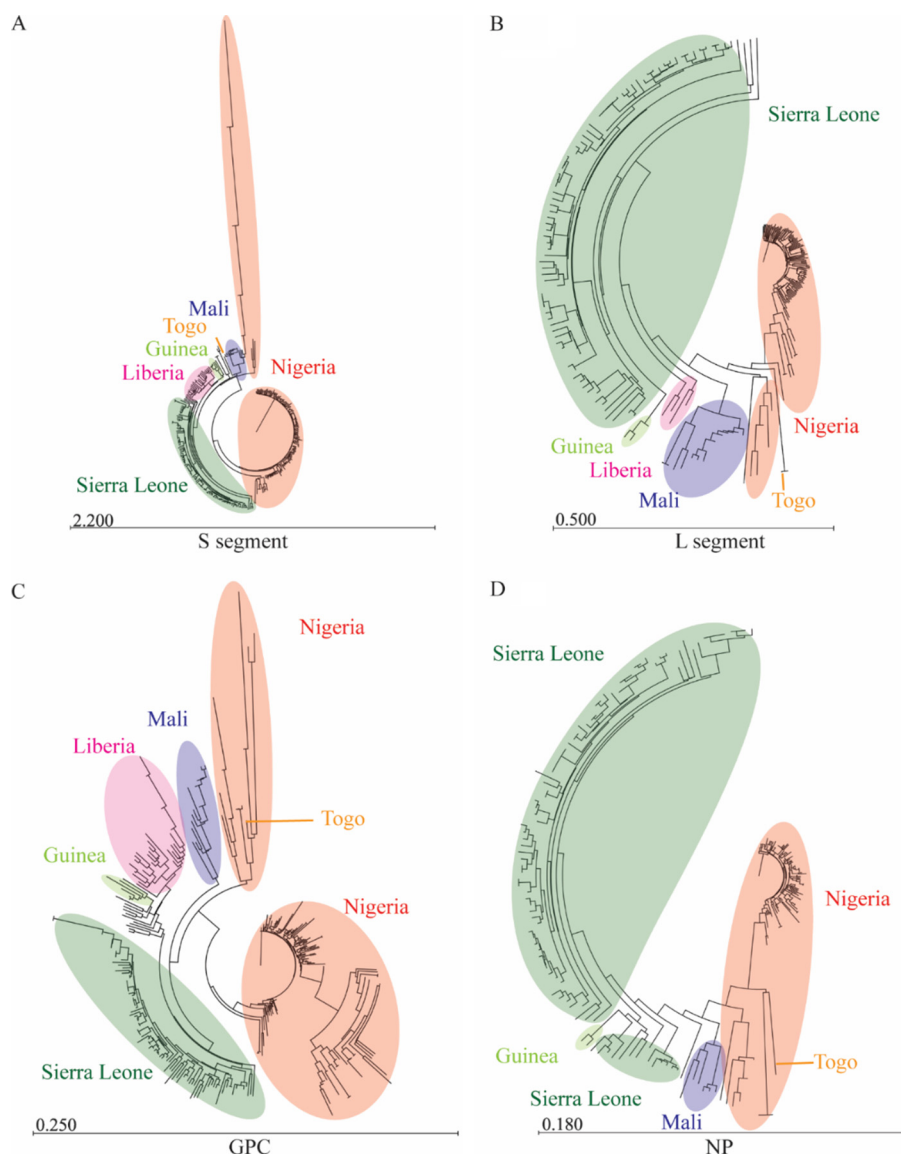 A
Mali
Togo
Guinea
Liberia
Nigeria
Sierra Leone
2.200
S segment
B
Sierra Leone
Nigeria
Guinea
Liberia
Mali
Togo
0.500
L segment
C
Nigeria
Mali
Liberia
Togo
Guinea
Nigeria
Sierra Leone
0.250
GPC
D
Sierra Leone
Nigeria
Guinea
Togo
Sierra Leone
Mali
0.180
NP